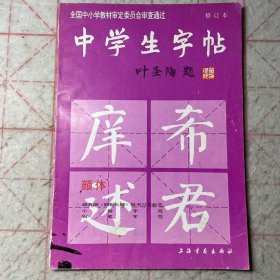 全国中小学教材审定委员会审查通过
修订本
中学生字帖
叶圣陶 题
庠 希
述 君
颜体
上海书画出版社